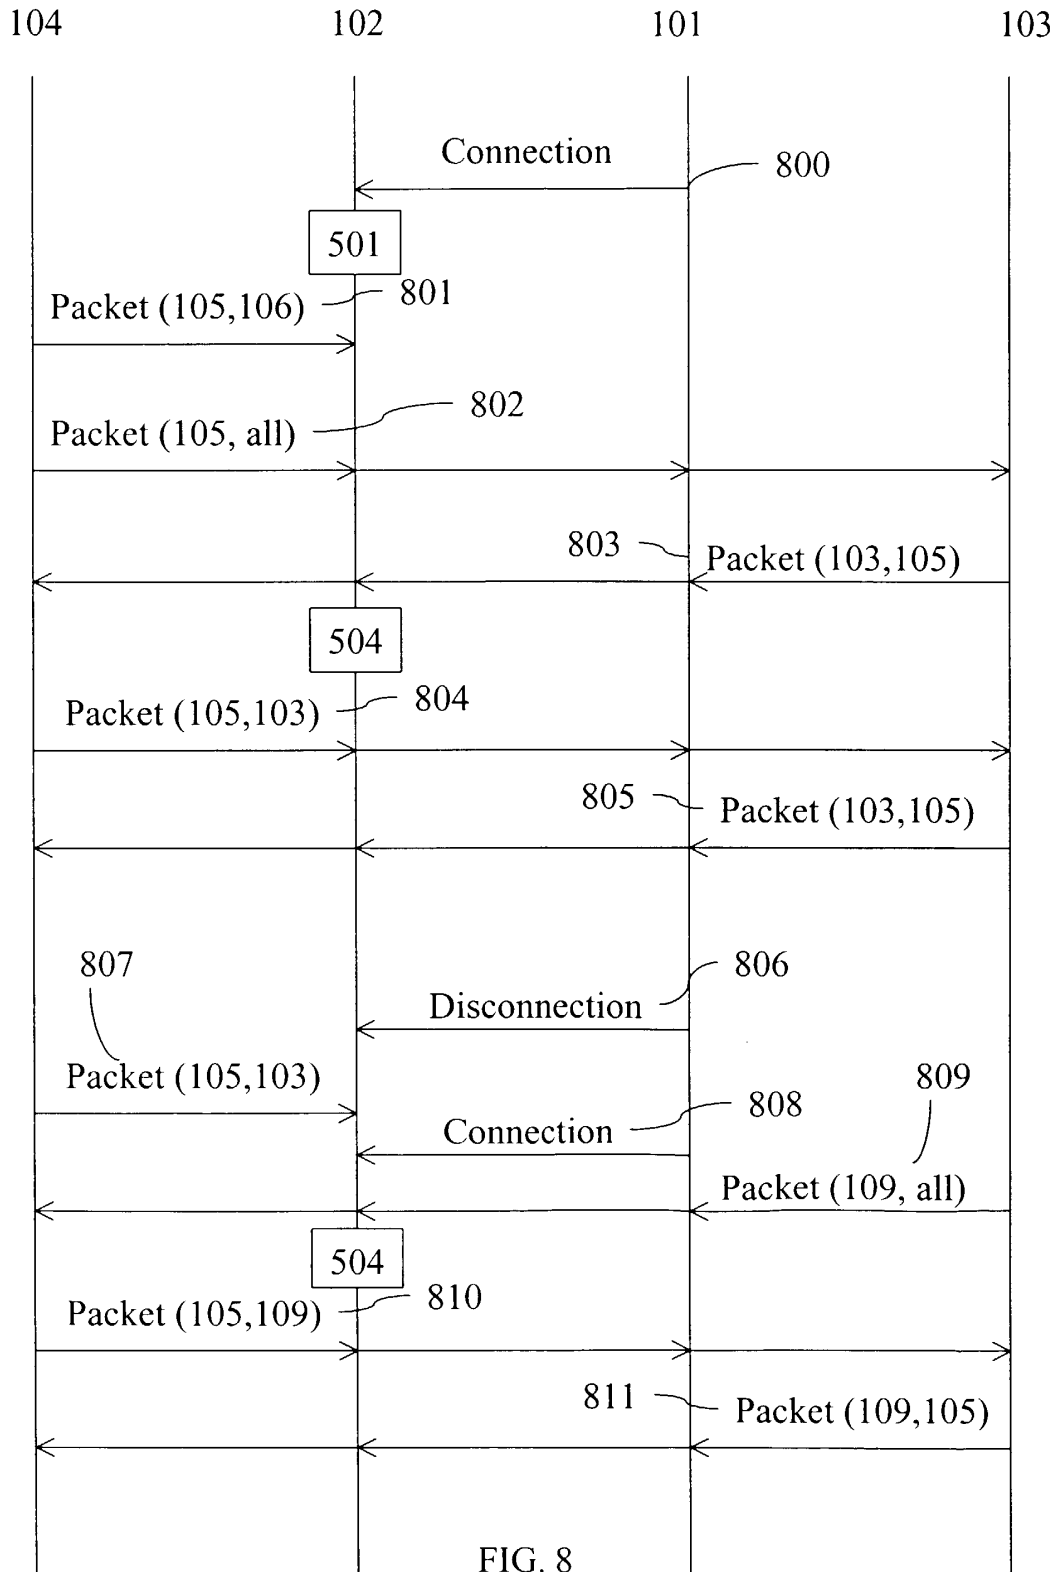 104 102 101 103
Connection
800
501
Packet (105,106)
801
Packet (105, all)
802
803
Packet (103,105)
504
Packet (105,103)
804
805
Packet (103,105)
807
806
Disconnection
Packet (105,103)
809
808
Connection
Packet (109, all)
504
Packet (105,109)
810
811
Packet (109,105)
FIG. 8